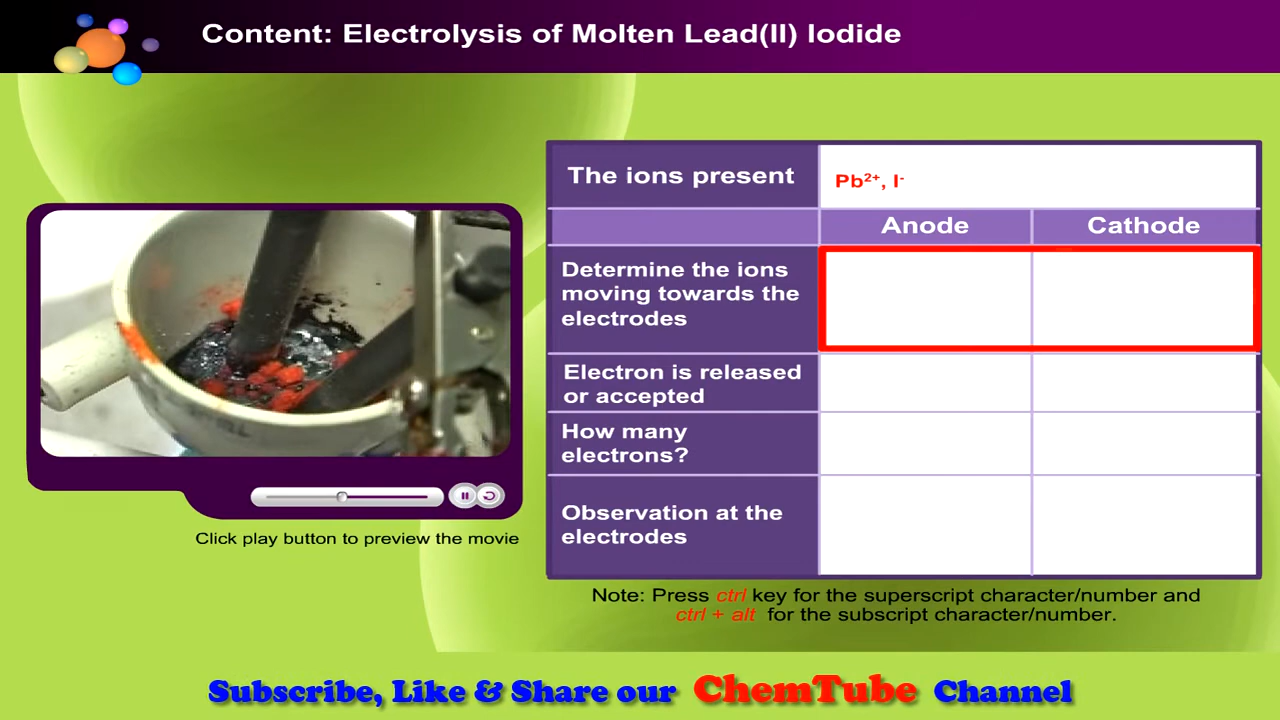 Content: Electrolysis of Molten Lead(II) Iodide
The ions present
Pb²⁺, I⁻
Anode
Cathode
Determine the ions
moving towards the
electrodes
Electron is released
or accepted
How many
electrons?
Observation at the
electrodes
Click play button to preview the movie
Note: Press ctrl key for the superscript character/number and
ctrl + alt for the subscript character/number.
Subscribe, Like & Share our ChemTube Channel